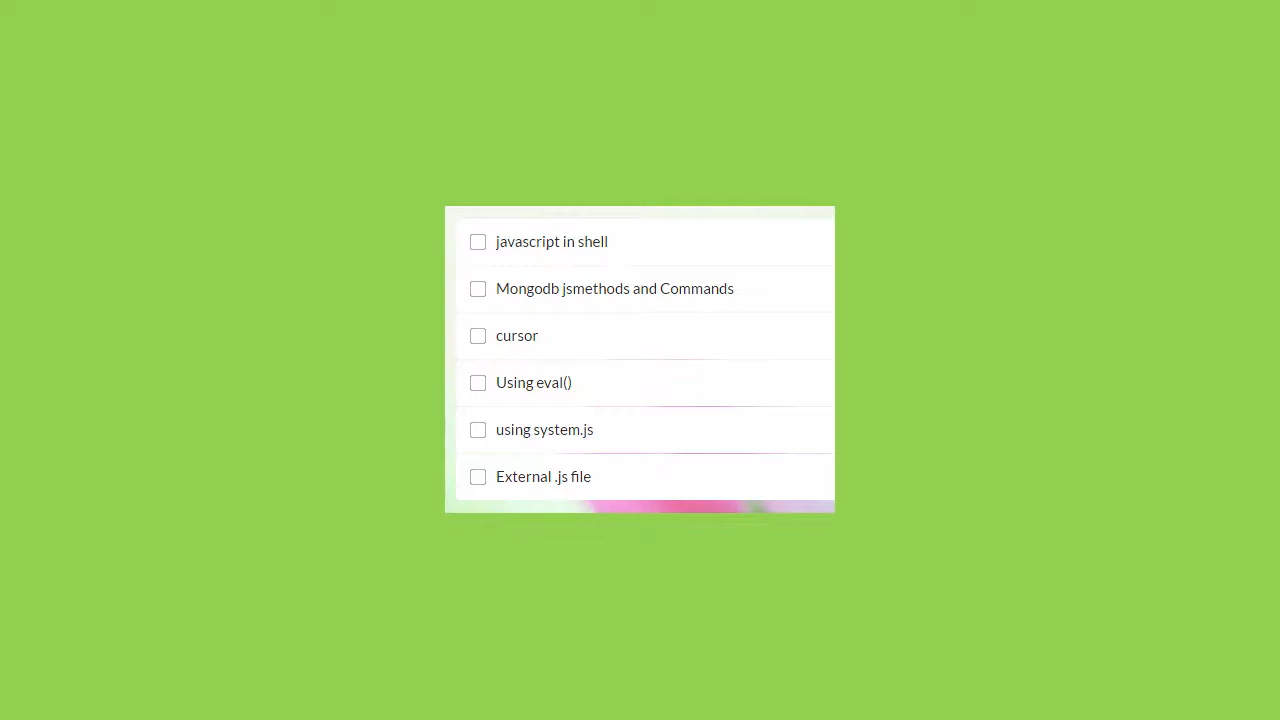 javascript in shell
Mongodb jsmethods and Commands
cursor
Using eval()
using system.js
External .js file